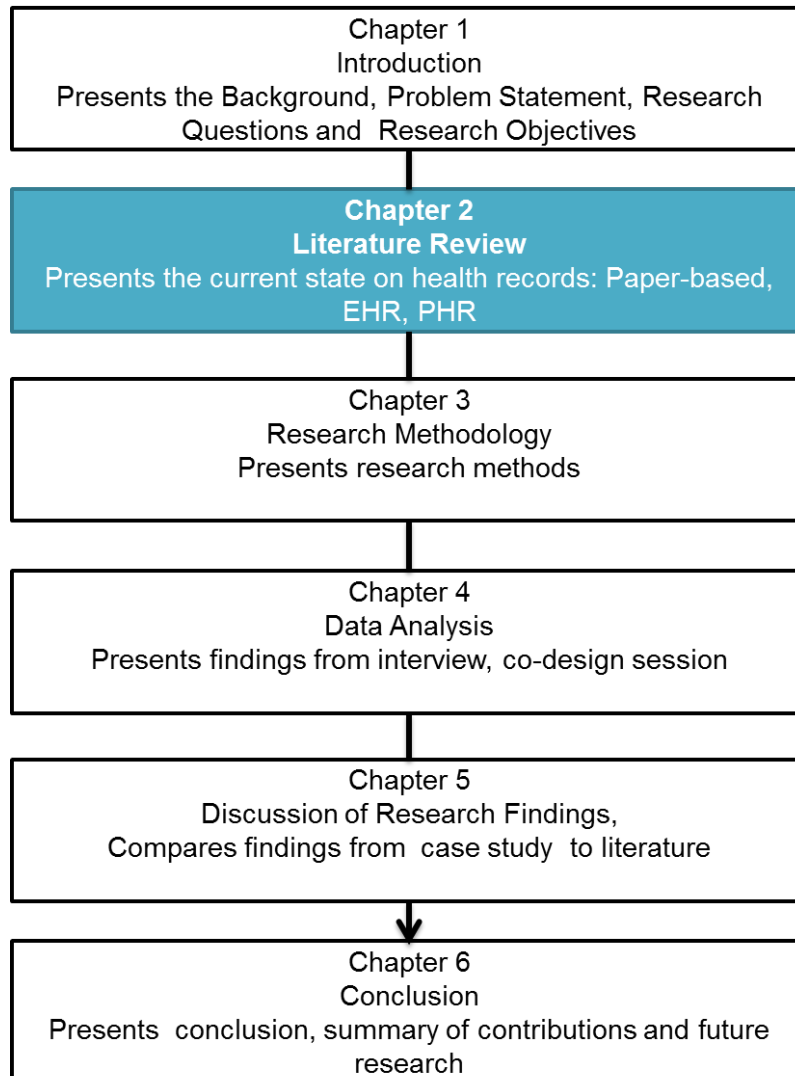 Chapter 1
Introduction
Presents the Background, Problem Statement, Research
Questions and Research Objectives
Chapter 2
Literature Review
Presents the current state on health records: Paper-based,
EHR, PHR
Chapter 3
Research Methodology
Presents research methods
Chapter 4
Data Analysis
Presents findings from interview, co-design session
Chapter 5
Discussion of Research Findings,
Compares findings from case study to literature
Chapter 6
Conclusion
Presents conclusion, summary of contributions and future
research